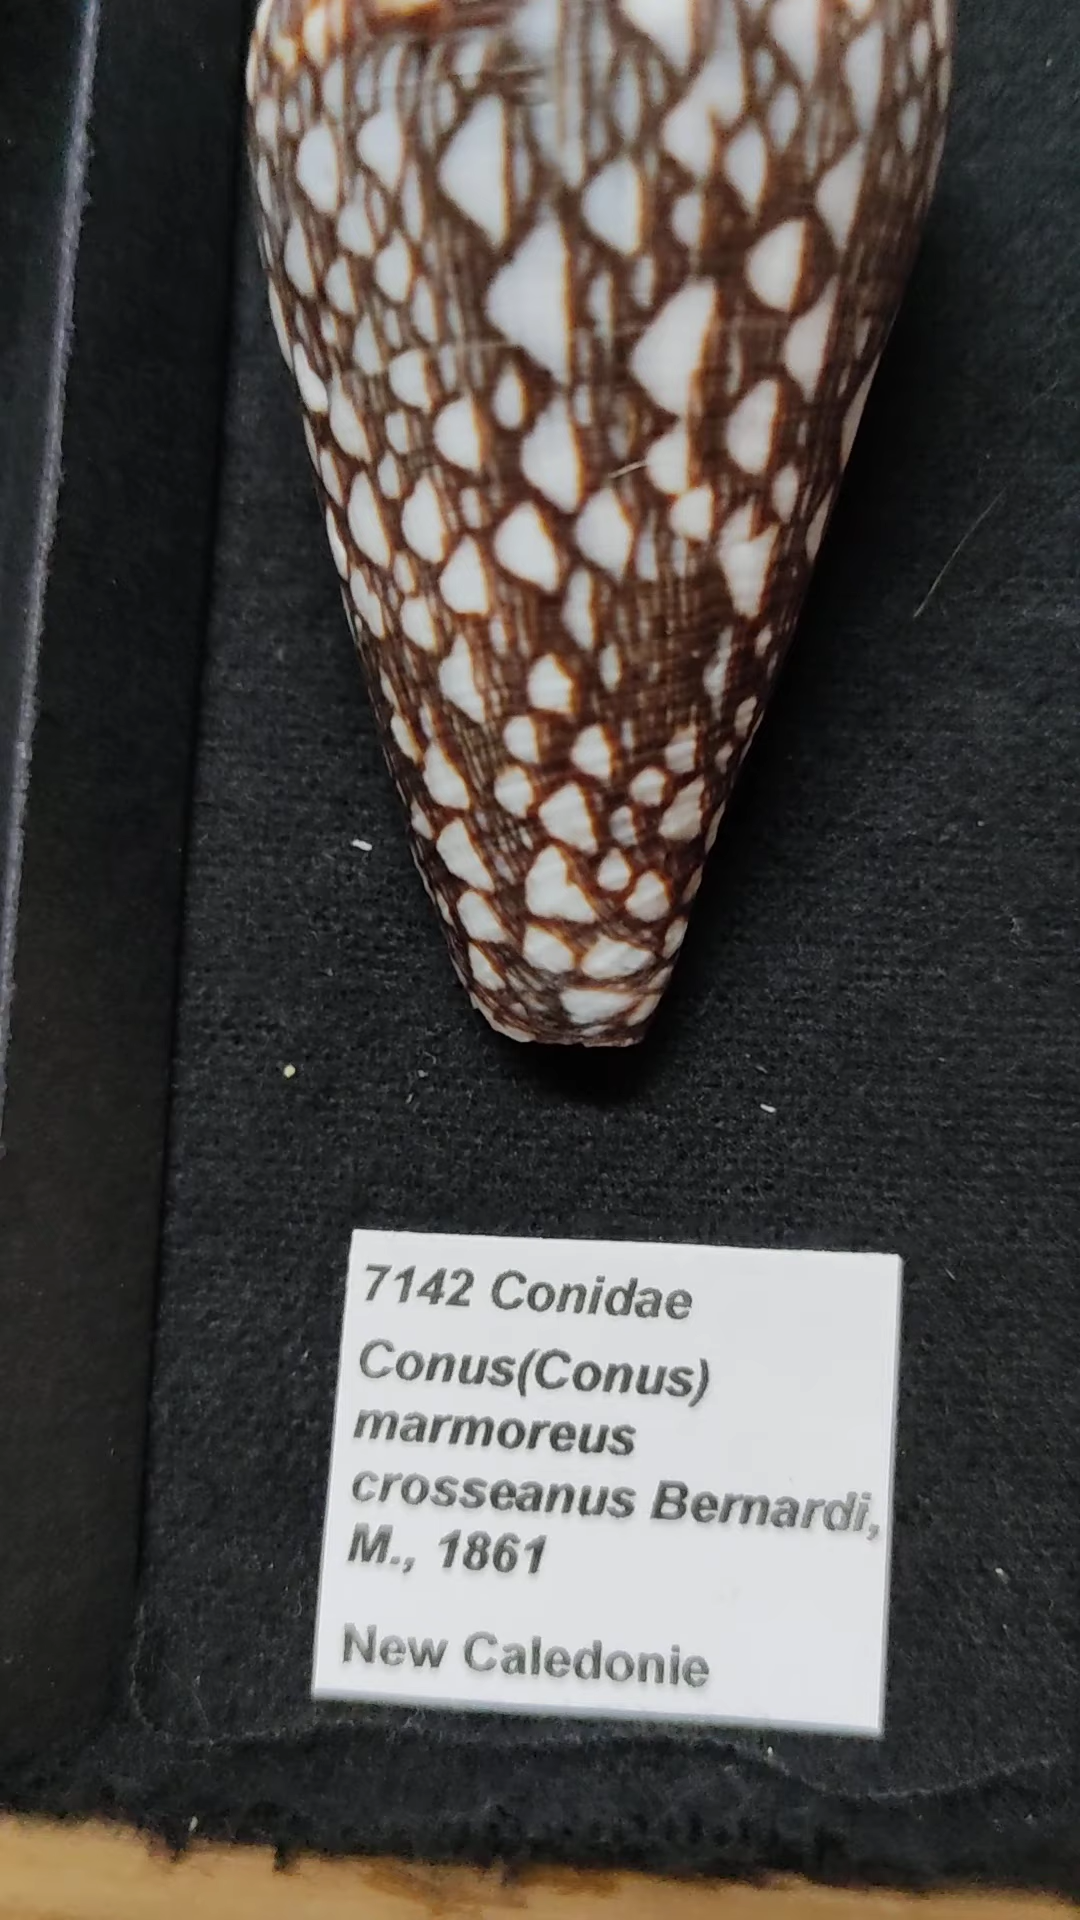 7142 Conidae
Conus(Conus)
marmoreus
crosseanus Bernardi,
M., 1861
New Caledonie